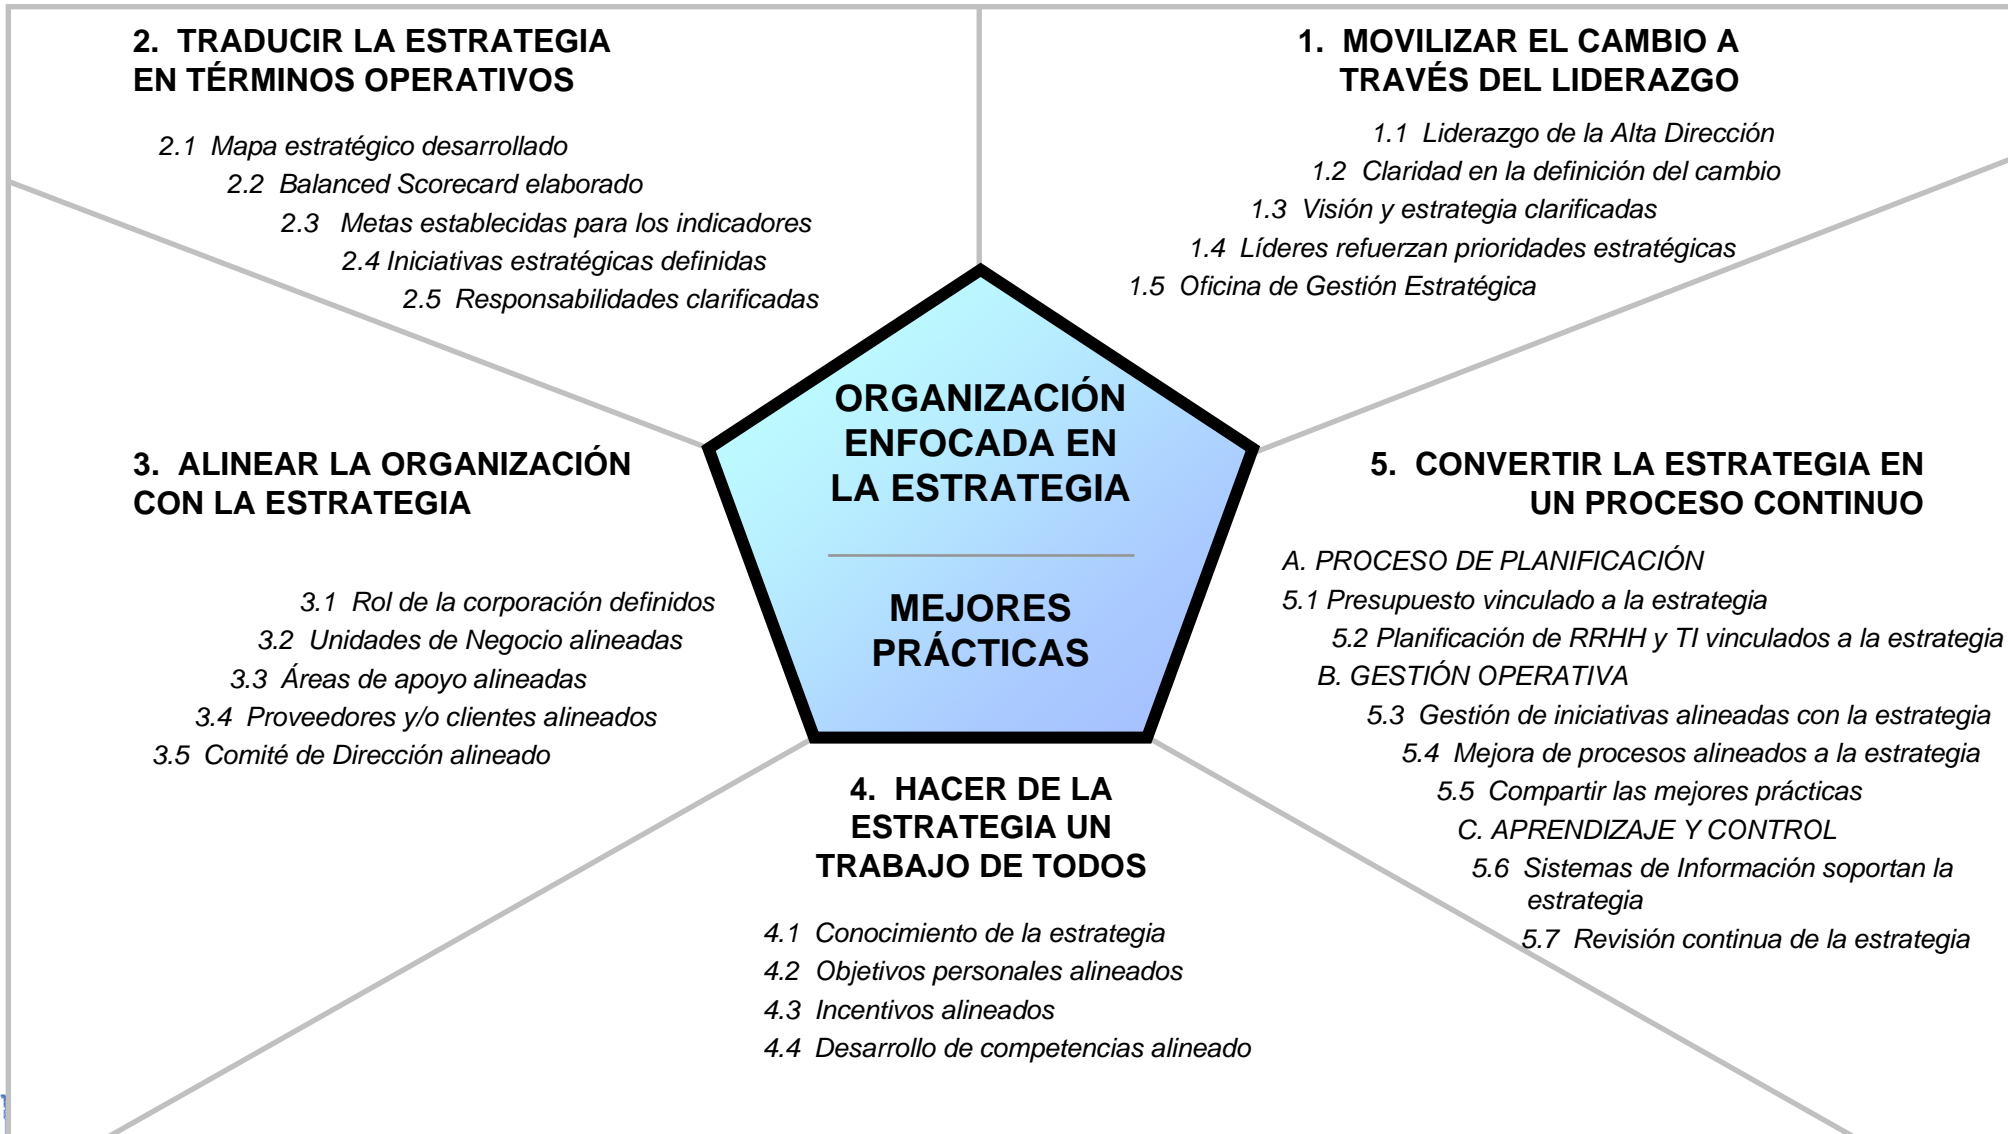 2. TRADUCIR LA ESTRATEGIA
EN TÉRMINOS OPERATIVOS
2.1 Mapa estratégico desarrollado
2.2 Balanced Scorecard elaborado
2.3 Metas establecidas para los indicadores
2.4 Iniciativas estratégicas definidas
2.5 Responsabilidades clarificadas
1. MOVILIZAR EL CAMBIO A
TRAVÉS DEL LIDERAZGO
1.1 Liderazgo de la Alta Dirección
1.2 Claridad en la definición del cambio
1.3 Visión y estrategia clarificadas
1.4 Líderes refuerzan prioridades estratégicas
1.5 Oficina de Gestión Estratégica
ORGANIZACIÓN
ENFOCADA EN
LA ESTRATEGIA
MEJORES
PRÁCTICAS
3. ALINEAR LA ORGANIZACIÓN
CON LA ESTRATEGIA
3.1 Rol de la corporación definidos
3.2 Unidades de Negocio alineadas
3.3 Áreas de apoyo alineadas
3.4 Proveedores y/o clientes alineados
3.5 Comité de Dirección alineado
5. CONVERTIR LA ESTRATEGIA EN
UN PROCESO CONTINUO
A. PROCESO DE PLANIFICACIÓN
5.1 Presupuesto vinculado a la estrategia
5.2 Planificación de RRHH y TI vinculados a la estrategia
B. GESTIÓN OPERATIVA
5.3 Gestión de iniciativas alineadas con la estrategia
5.4 Mejora de procesos alineados a la estrategia
5.5 Compartir las mejores prácticas
C. APRENDIZAJE Y CONTROL
5.6 Sistemas de Información soportan la
estrategia
5.7 Revisión continua de la estrategia
4. HACER DE LA
ESTRATEGIA UN
TRABAJO DE TODOS
4.1 Conocimiento de la estrategia
4.2 Objetivos personales alineados
4.3 Incentivos alineados
4.4 Desarrollo de competencias alineado